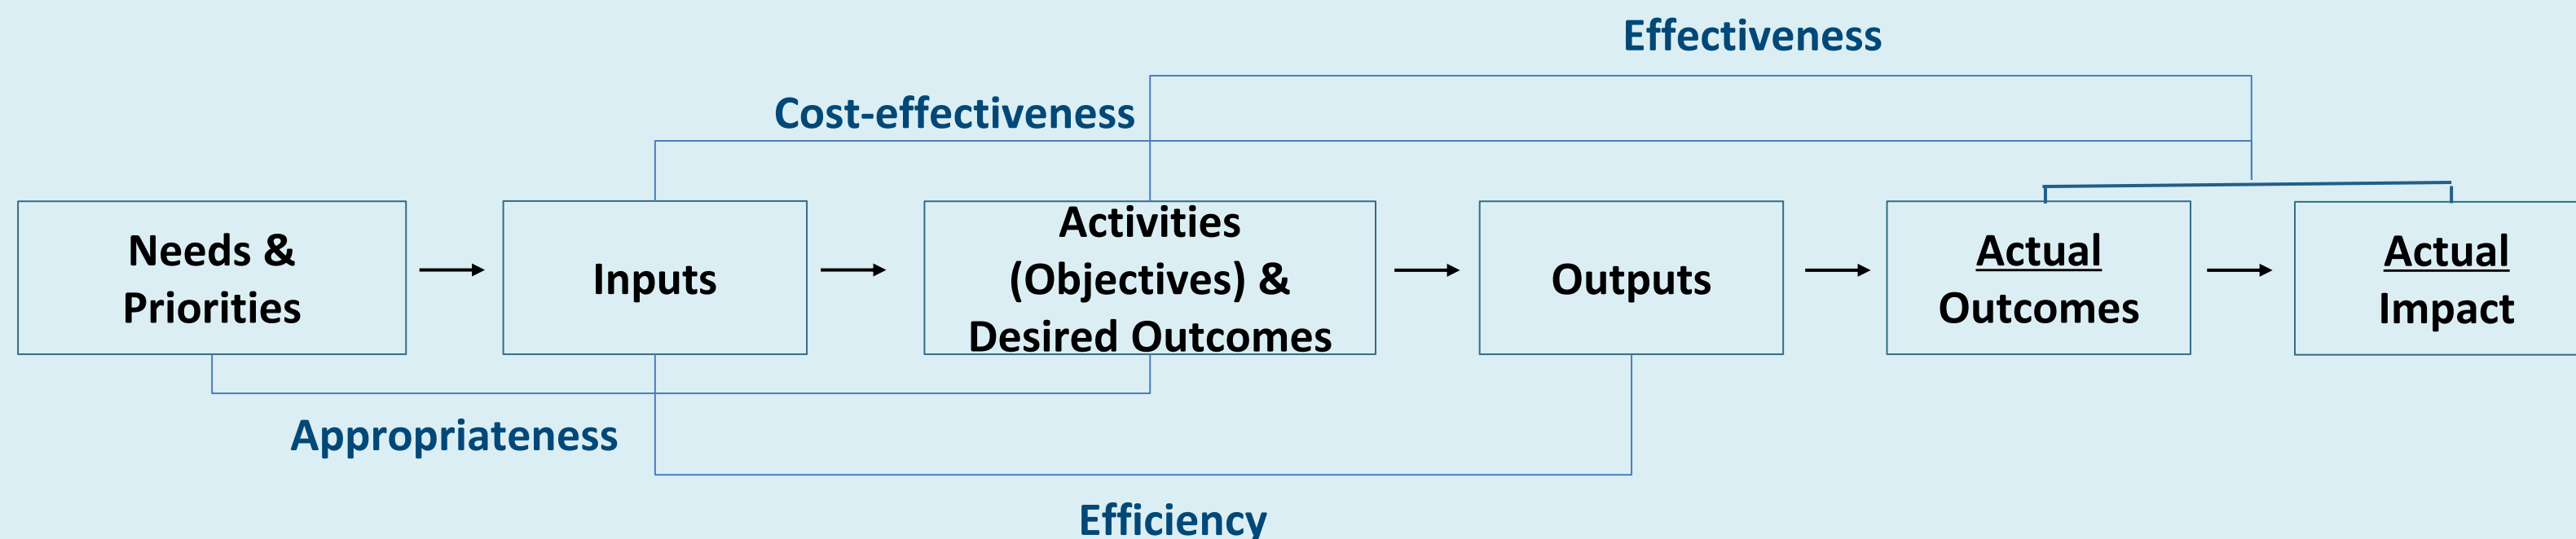 Effectiveness
Cost-effectiveness
Needs &
Priorities
Inputs
Activities
(Objectives) &
Desired Outcomes
Outputs
Actual
Outcomes
Actual
Impact
Appropriateness
Efficiency